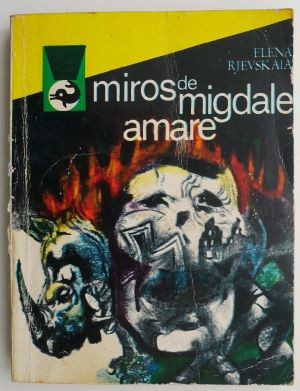 ELENA
RJEVSKAIA
miros de
migdale
amare